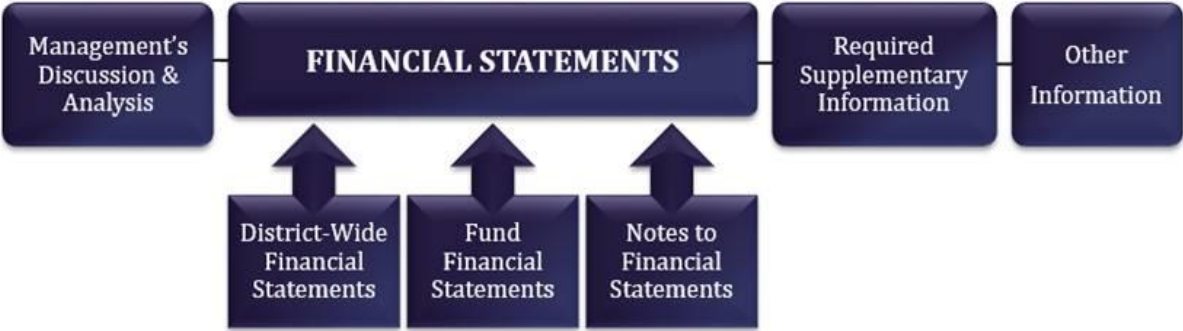 Management's
Discussion &
Analysis
FINANCIAL STATEMENTS
Required
Supplementary
Information
Other
Information
District-Wide
Financial
Statements
Fund
Financial
Statements
Notes to
Financial
Statements